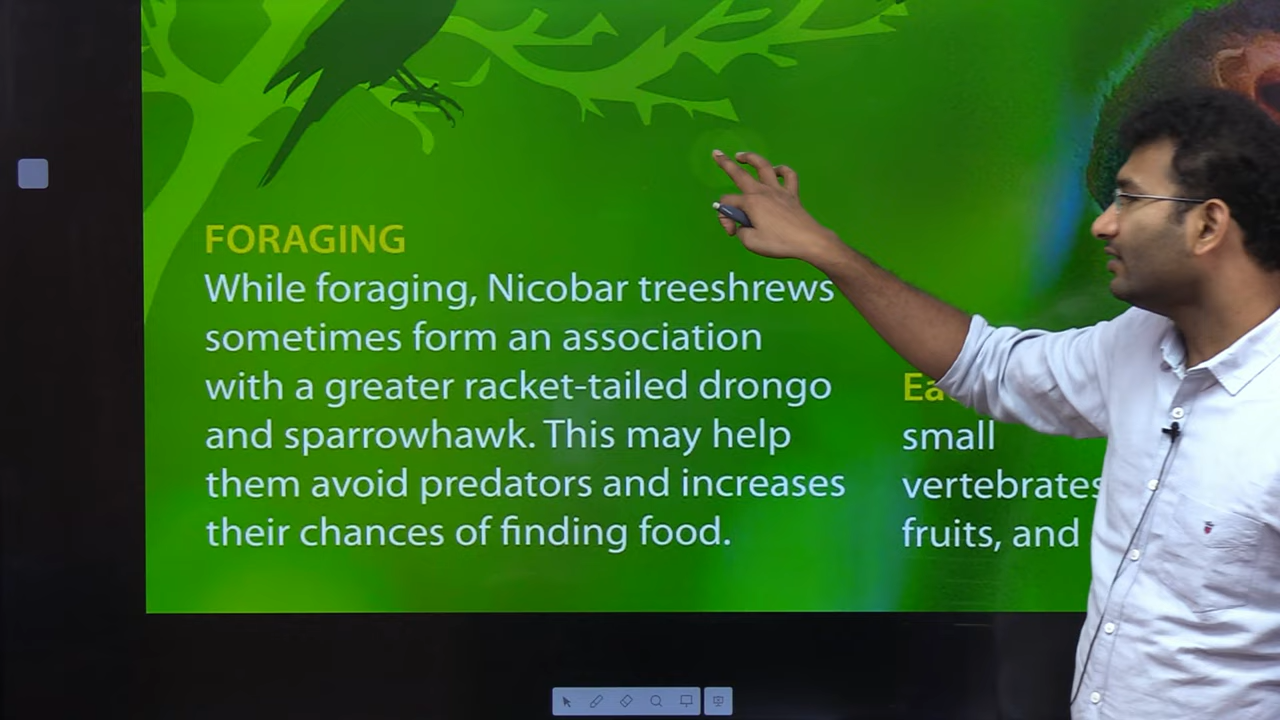 FORAGING
While foraging, Nicobar treeshrews
sometimes form an association
with a greater racket-tailed drongo
and sparrowhawk. This may help
them avoid predators and increases
their chances of finding food.
small
vertebrates
fruits, and